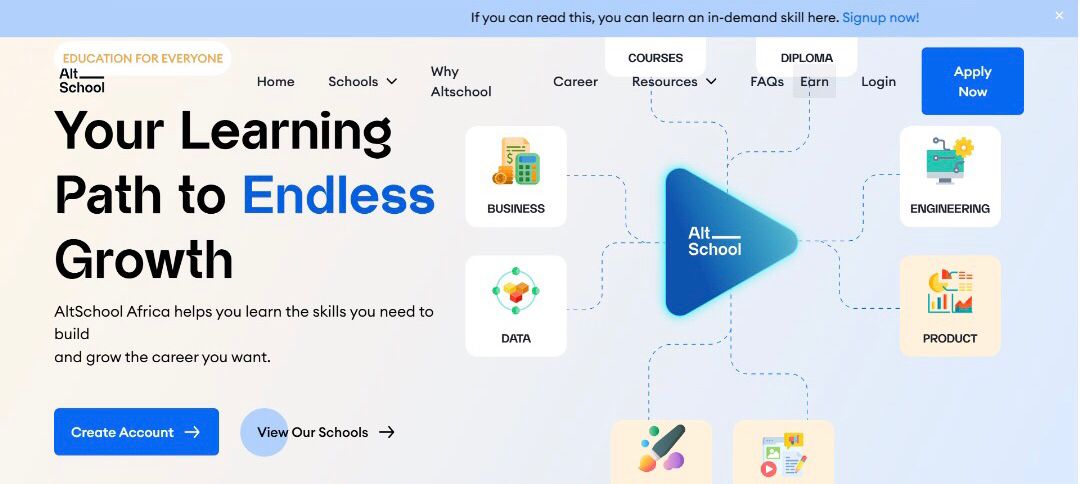 If you can read this, you can learn an in-demand skill here. Signup now!
×
EDUCATION FOR EVERYONE
Alt
School
Home
Schools
Why
Altschool
Career
Resources
FAQs
Earn
Login
Apply
Now
COURSES
DIPLOMA
Your Learning
Path to Endless
Growth
AltSchool Africa helps you learn the skills you need to
build
and grow the career you want.
Create Account
View Our Schools
BUSINESS
DATA
Alt
School
ENGINEERING
PRODUCT